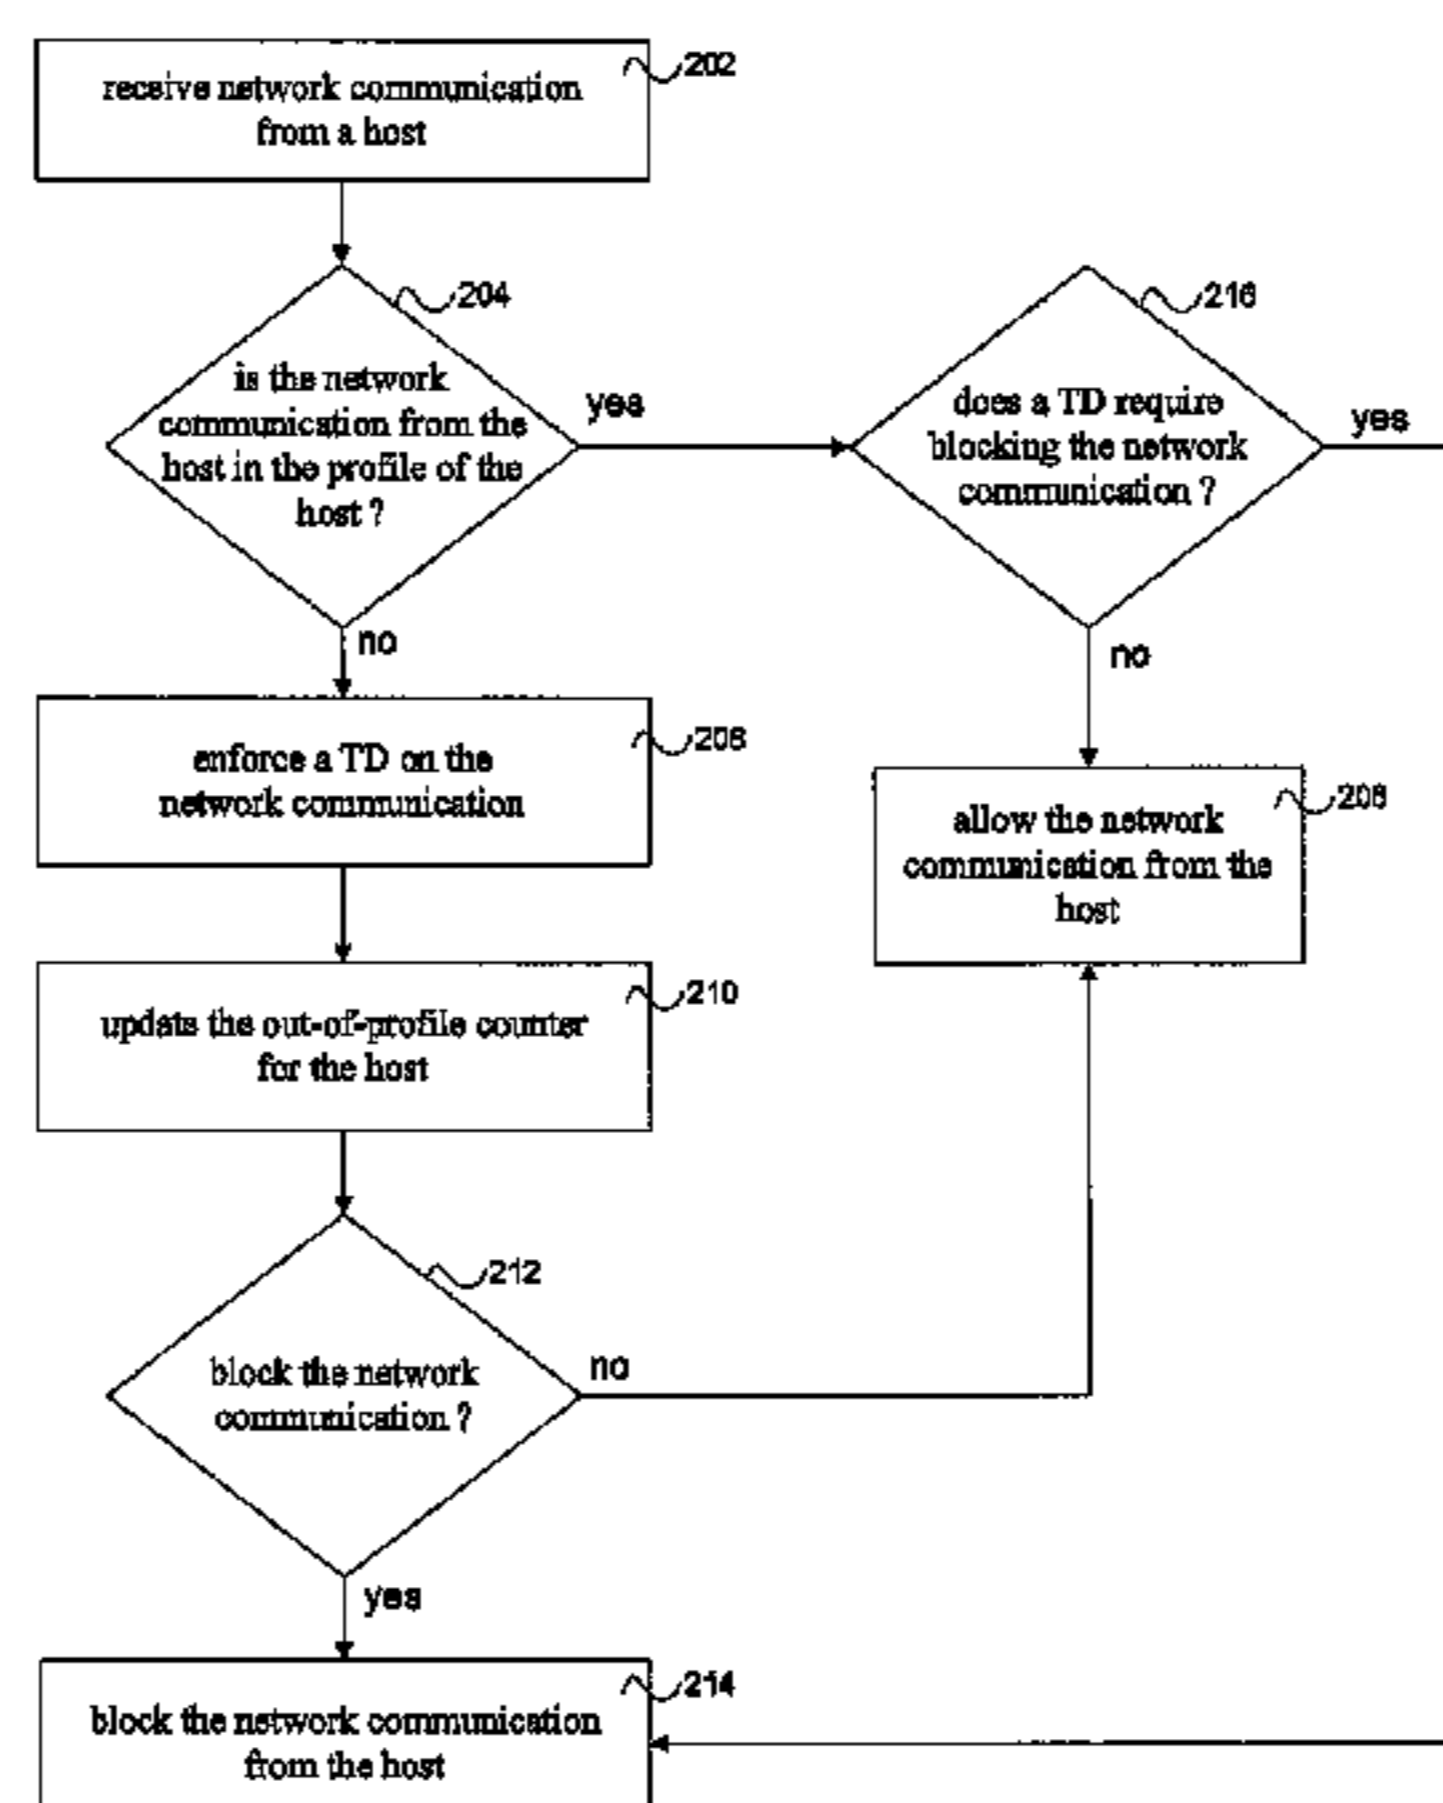 receive network communication
from a host
202
204
is the network
communication from the
host in the profile of the
host ?
yes
216
does a TD require
blocking the network
communication ?
yes
no
no
enforce a TD on the
network communication
208
allow the network
communication from the
host
206
update the out-of-profile counter
for the host
210
212
block the network
communication ?
no
yes
block the network communication
from the host
214